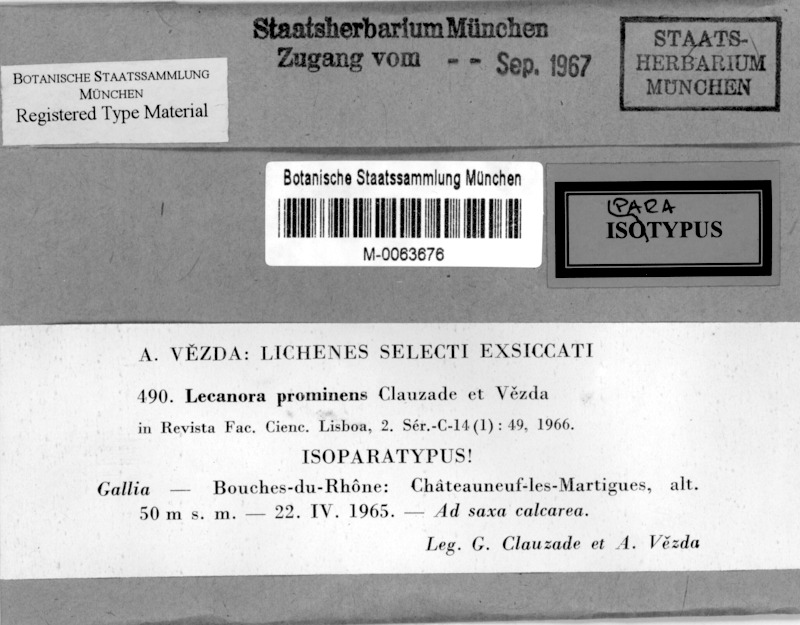 Staatsherbarium München
Zugang vom - - Sep. 1967
STAATS-
HERBARIUM
MÜNCHEN
BOTANISCHE STAATSSAMMLUNG
MÜNCHEN
Registered Type Material
Botanische Staatssammlung München
M-0063676
PARA
ISOTYPUS
A. VĚZDA: LICHENES SELECTI EXSICCATI
490. Lecanora prominens Clauzade et Vězda
in Revista Fac. Cienc. Lisboa, 2. Sér.-C-14(1): 49, 1966.
ISOPARATYPUS!
Gallia — Bouches-du-Rhône: Châteauneuf-les-Martigues, alt.
50 m s. m. — 22. IV. 1965. — Ad saxa calcarea.
Leg. G. Clauzade et A. Vězda